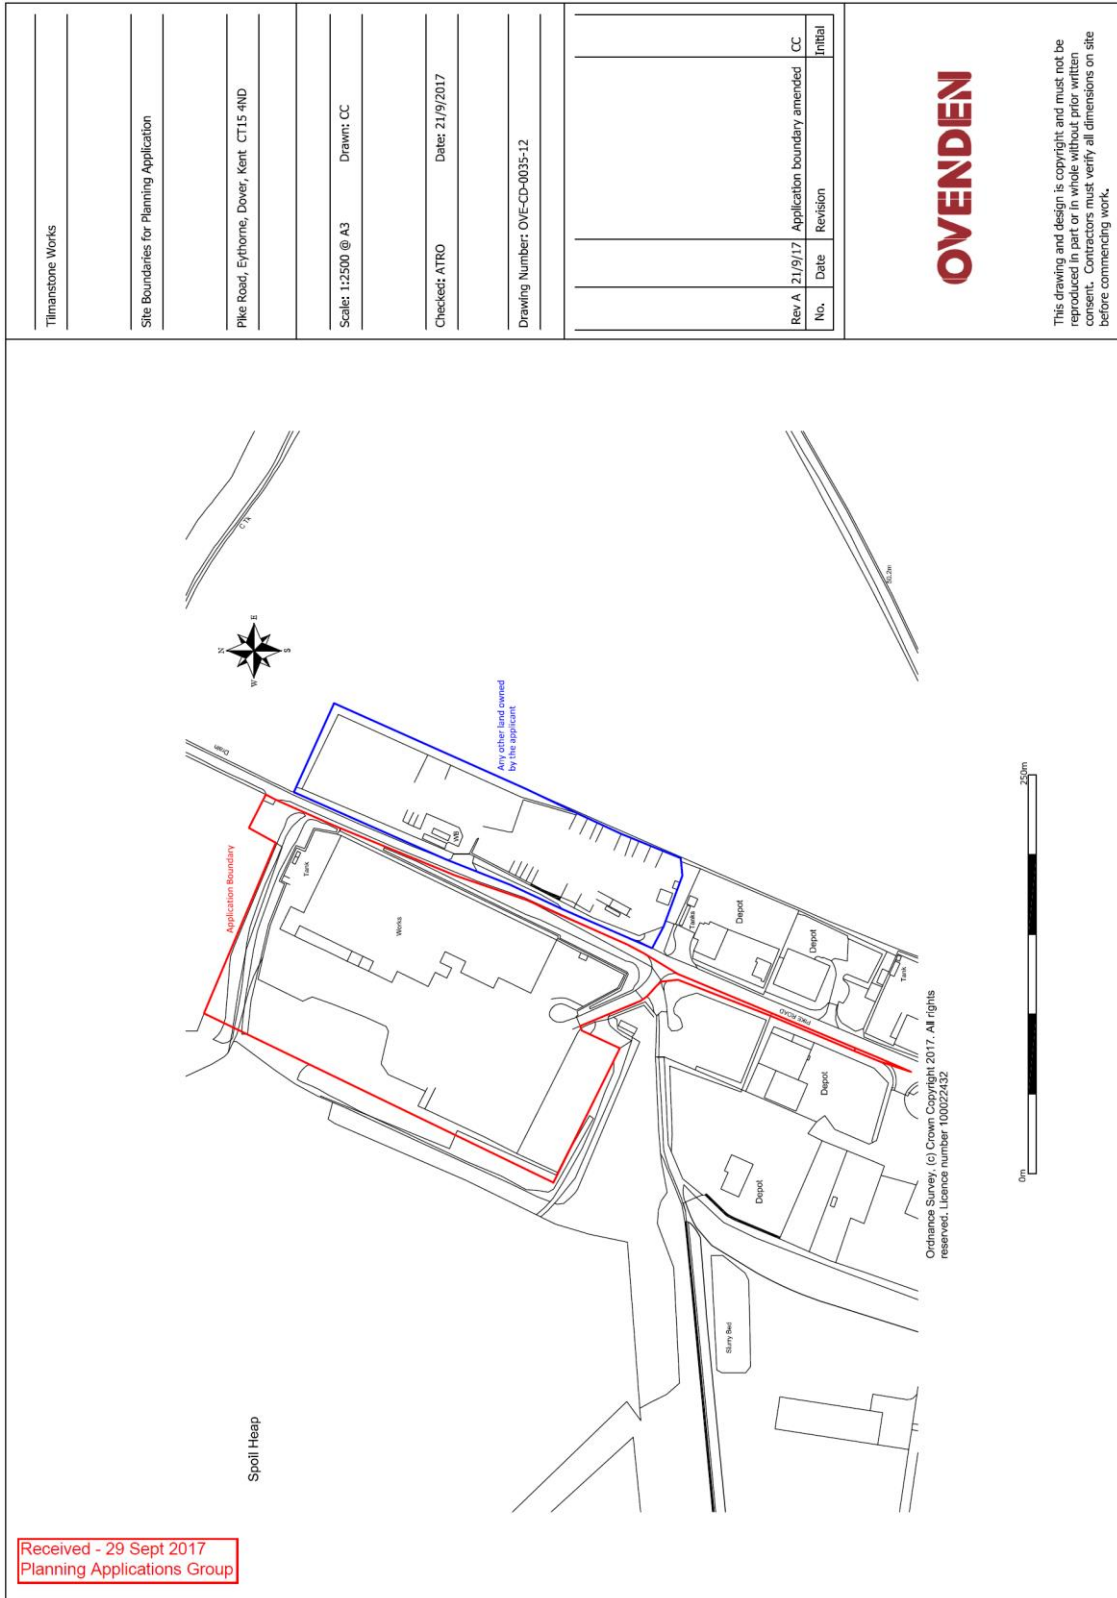 Tilmanstone Works
Site Boundaries for Planning Application
Pike Road, Eythorne, Dover, Kent CT15 4ND
Scale: 1:2500 @ A3 Drawn: CC
Checked: ATRO Date: 21/9/2017
Drawing Number: OVE-CD-0035-12
Rev A 21/9/17 Application boundary amended CC
No. Date Revision Initial
OVENDEN
This drawing and design is copyright and must not be
reproduced in part or in whole without prior written
consent. Contractors must verify all dimensions on site
before commencing work.
N
E
S
W
Drain
Application Boundary
Tank
Works
WB
Any other land owned
by the applicant
Tanks
Depot
Depot
Tank
PIKE ROAD
Depot
Depot
Slurry Bed
Spoil Heap
50.2m
0m
250m
Ordnance Survey, (c) Crown Copyright 2017. All rights
reserved. Licence number 100022432
Received - 29 Sept 2017
Planning Applications Group